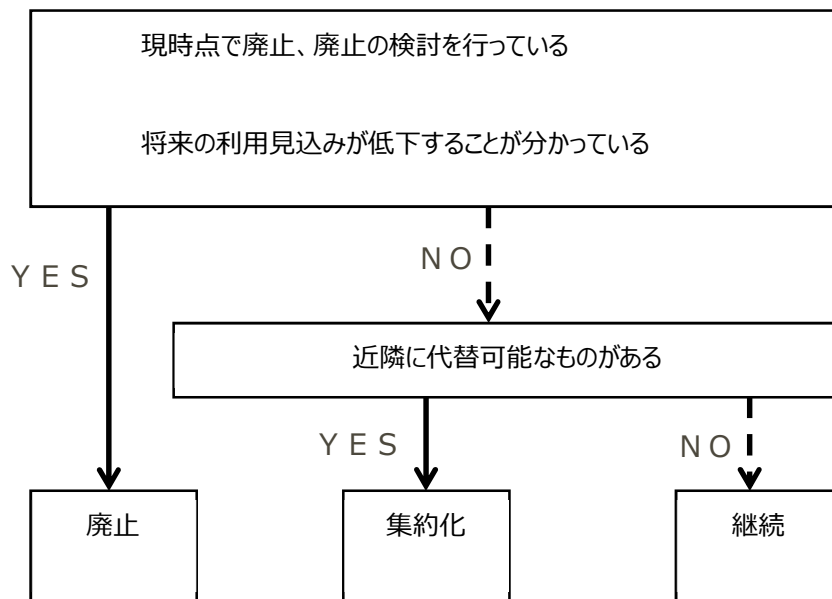 現時点で廃止、廃止の検討を行っている
将来の利用見込みが低下することが分かっている
YES
NO
近隣に代替可能なものがある
YES
NO
廃止
集約化
継続